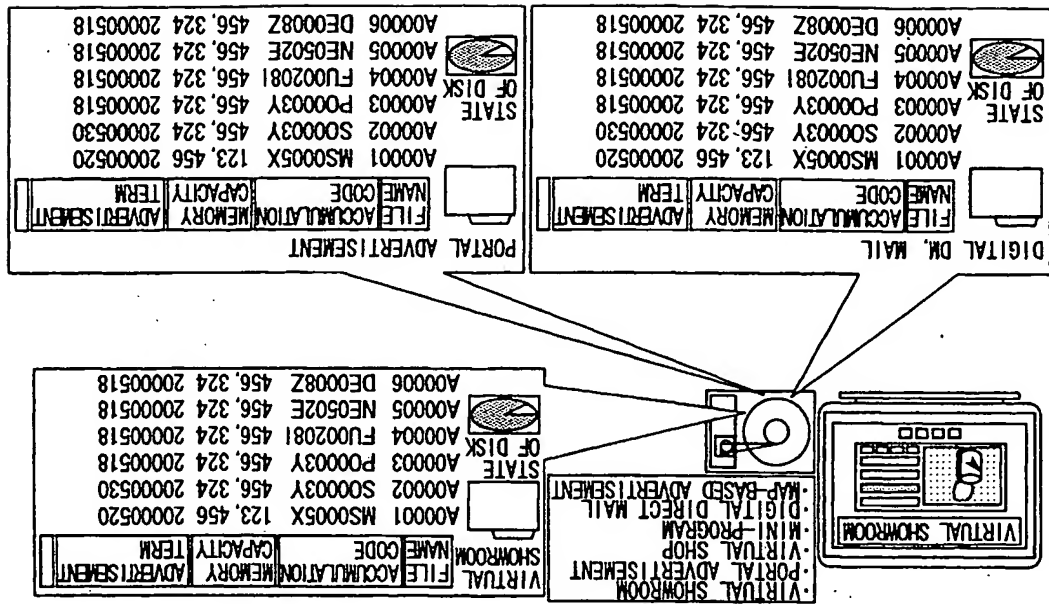 VIRTUAL SHOWROOM
·VIRTUAL SHOWROOM
·PORTAL ADVERTISEMENT
·VIRTUAL SHOP
·MINI-PROGRAM
·DIGITAL DIRECT MAIL
·MAP-BASED ADVERTISEMENT
VIRTUAL SHOWROOM
FILE NAME ACCUMULATION CODE MEMORY CAPACITY ADVERTISEMENT TERM
A00001 MS0005X 123,456 20000520
A00002 SO0003Y 456,324 20000530
A00003 PO0003Y 456,324 20000518
A00004 FU002081 456,324 20000518
A00005 NE0502E 456,324 20000518
A00006 DE0008Z 456,324 20000518
STATE OF DISK
DIGITAL DM, MAIL
FILE NAME ACCUMULATION CODE MEMORY CAPACITY ADVERTISEMENT TERM
A00001 MS0005X 123,456 20000520
A00002 SO0003Y 456,324 20000530
A00003 PO0003Y 456,324 20000518
A00004 FU002081 456,324 20000518
A00005 NE0502E 456,324 20000518
A00006 DE0008Z 456,324 20000518
STATE OF DISK
PORTAL ADVERTISEMENT
FILE NAME ACCUMULATION CODE MEMORY CAPACITY ADVERTISEMENT TERM
A00001 MS0005X 123,456 20000520
A00002 SO0003Y 456,324 20000530
A00003 PO0003Y 456,324 20000518
A00004 FU002081 456,324 20000518
A00005 NE0502E 456,324 20000518
A00006 DE0008Z 456,324 20000518
STATE OF DISK